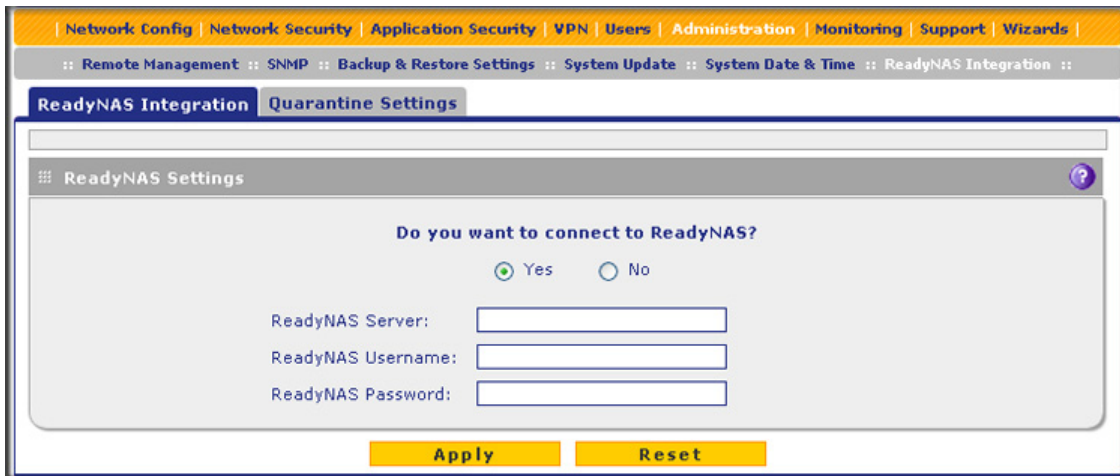 | Network Config | Network Security | Application Security | VPN | Users | Administration | Monitoring | Support | Wizards |
:: Remote Management :: SNMP :: Backup & Restore Settings :: System Update :: System Date & Time :: ReadyNAS Integration ::
ReadyNAS Integration Quarantine Settings
ReadyNAS Settings ?
Do you want to connect to ReadyNAS?
Yes No
ReadyNAS Server:
ReadyNAS Username:
ReadyNAS Password:
Apply Reset